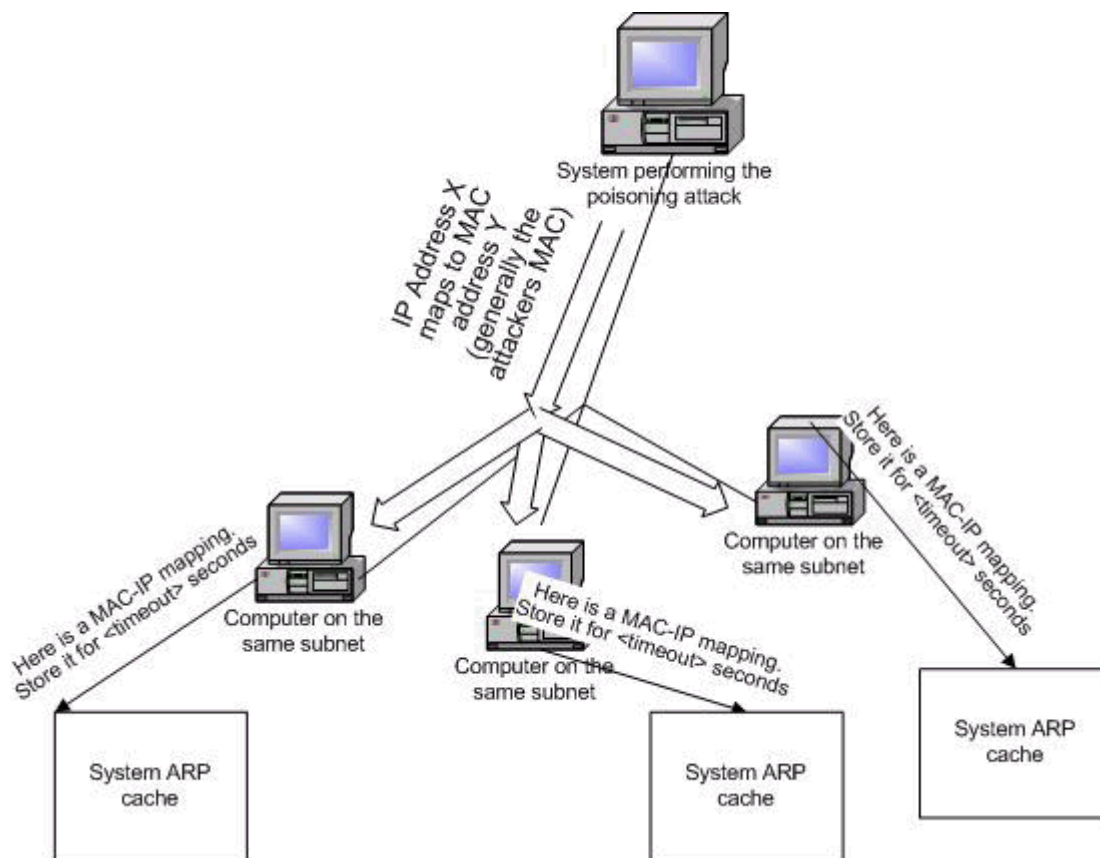 System performing the
poisoning attack
IP Address X
maps to MAC
address Y
(generally the
attackers MAC)
Here is a MAC-IP mapping.
Store it for <timeout> seconds
Computer on the
same subnet
Here is a MAC-IP mapping.
Store it for <timeout> seconds
Computer on the
same subnet
Here is a MAC-IP mapping.
Store it for <timeout> seconds
Computer on the
same subnet
System ARP
cache
System ARP
cache
System ARP
cache